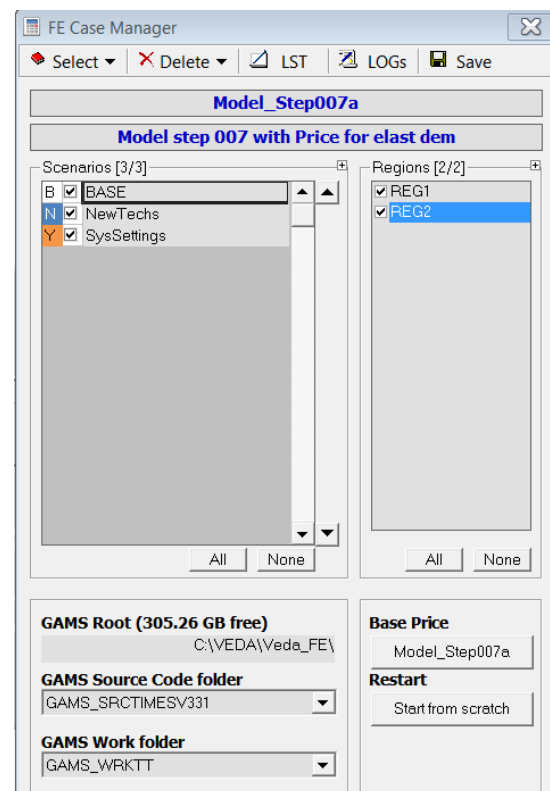 FE Case Manager
Select Delete LST LOGs Save
Model_Step007a
Model step 007 with Price for elast dem
Scenarios [3/3] Regions [2/2]
B BASE REG1
N NewTechs REG2
Y SysSettings
All None All None
GAMS Root (305.26 GB free) Base Price
C:\VEDA\Veda_FE\ Model_Step007a
GAMS Source Code folder Restart
GAMS_SRCTIMESV331 Start from scratch
GAMS Work folder
GAMS_WRKTT